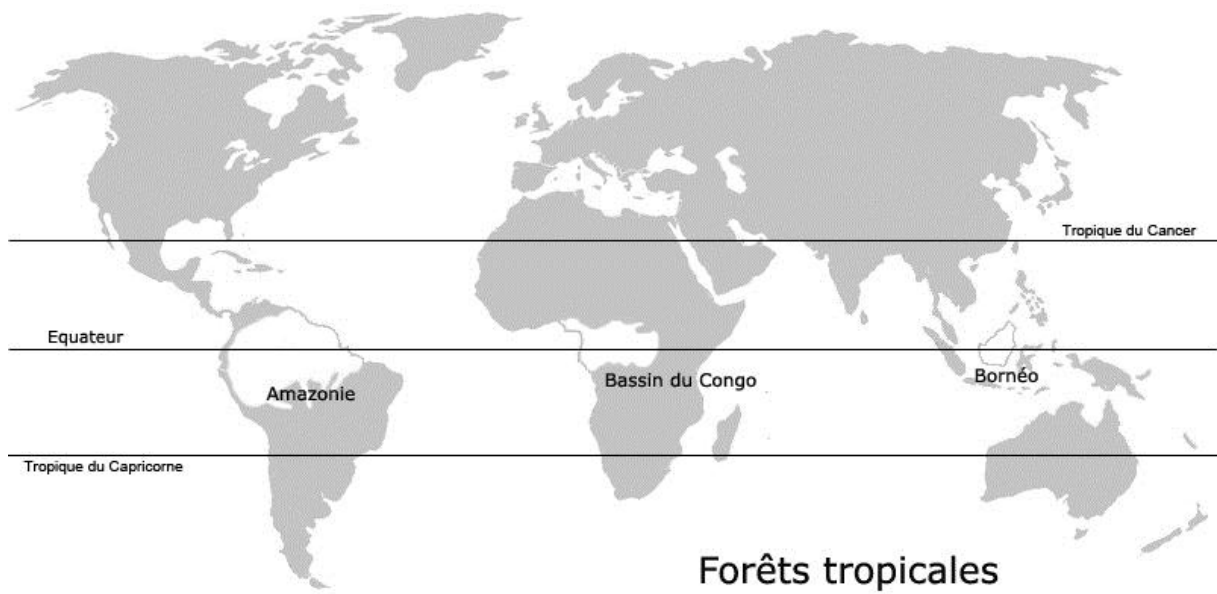 Tropique du Cancer
Equateur
Bassin du Congo
Bornéo
Amazonie
Tropique du Capricorne
Forêts tropicales